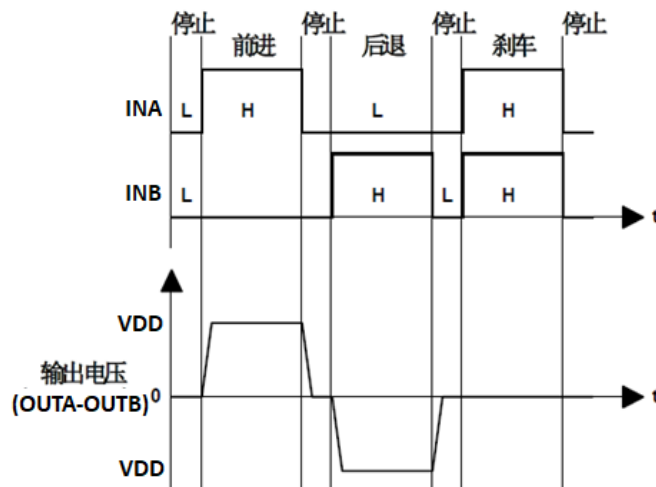 停止 停止 停止 停止
前进 后退 刹车
INA L H L H
INB L H L H
t
VDD
输出电压
(OUTA-OUTB) 0 t
VDD